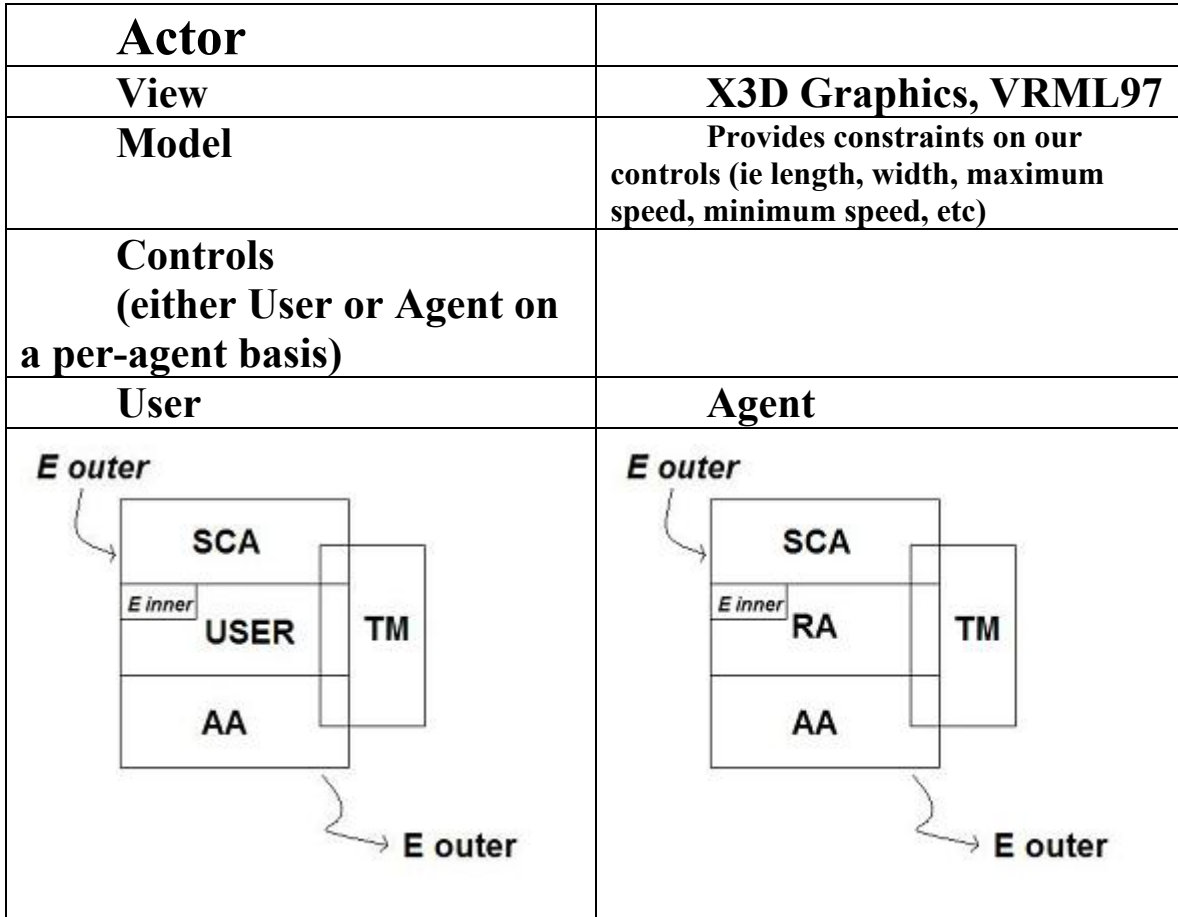 Actor
View
X3D Graphics, VRML97
Model
Provides constraints on our
controls (ie length, width, maximum
speed, minimum speed, etc)
Controls
(either User or Agent on
a per-agent basis)
User
Agent
E outer
SCA
E inner
USER
TM
AA
E outer
E outer
SCA
E inner
RA
TM
AA
E outer